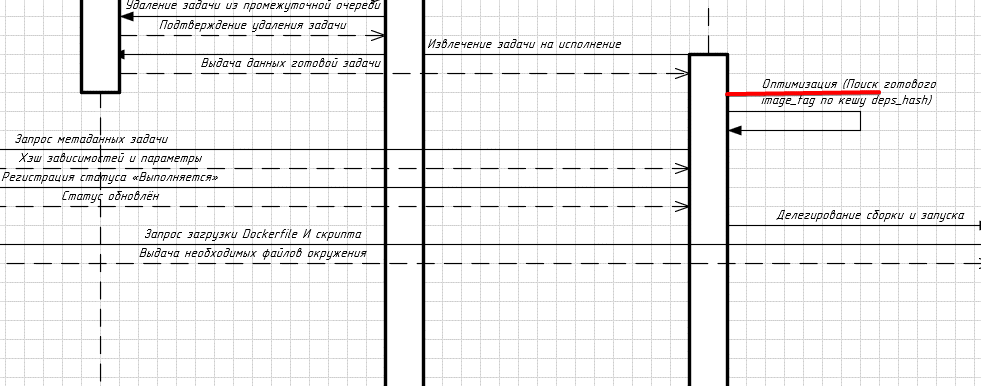 Удаление задачи из промежуточной очереди
Подтверждение удаления задачи
Извлечение задачи на исполнение
Выдача данных готовой задачи
Оптимизация (Поиск готового
image_tag по кешу deps_hash)
Запрос метаданных задачи
Хэш зависимостей и параметры
Регистрация статуса «Выполняется»
Статус обновлён
Делегирование сборки и запуска
Запрос загрузки Dockerfile И скрипта
Выдача необходимых файлов окружения